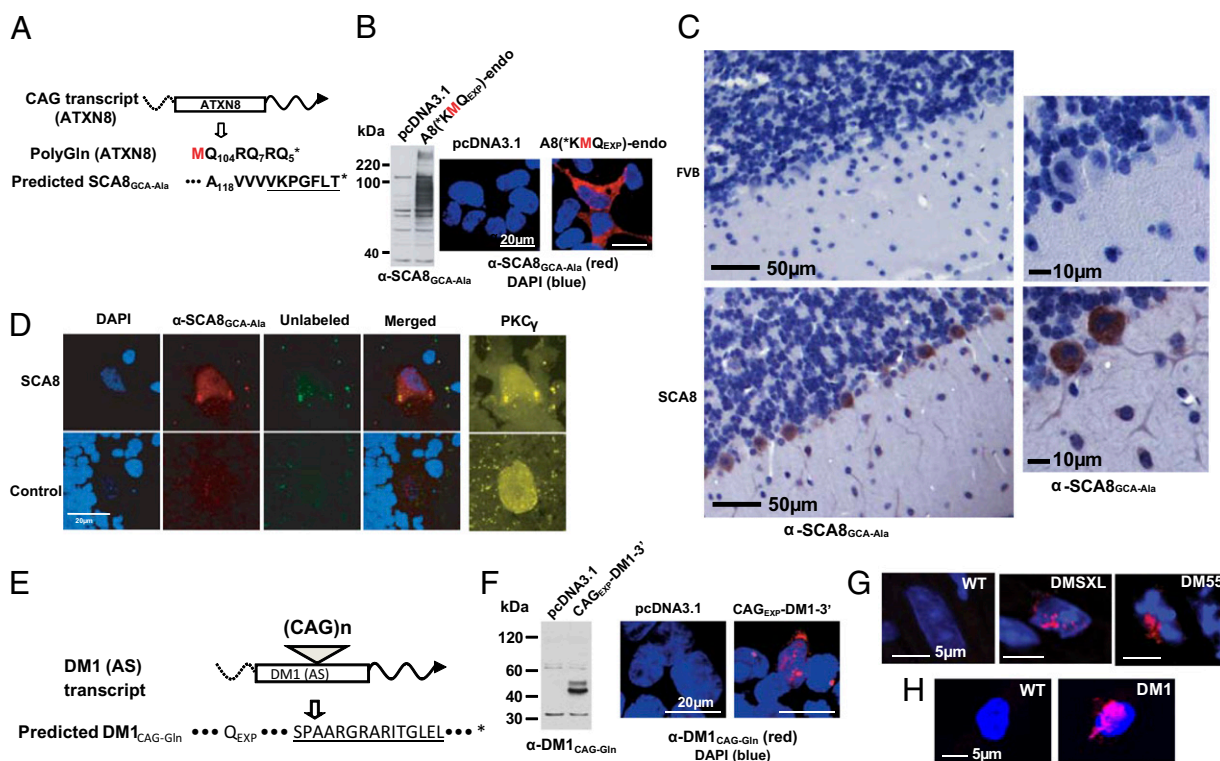 A
CAG transcript
(ATXN8)
ATXN8
PolyGln (ATXN8)
MQ104RQ7RQ5*
Predicted SCA8GCA-Ala
••• A118VVVVKPGFLT*
B
kDa
pcDNA3.1
A8(*KMQEXP)-endo
220
100
40
α-SCA8GCA-Ala
pcDNA3.1
A8(*KMQEXP)-endo
20µm
α-SCA8GCA-Ala (red)
DAPI (blue)
C
FVB
50µm
10µm
SCA8
50µm
10µm
α-SCA8GCA-Ala
α-SCA8GCA-Ala
D
DAPI
α-SCA8GCA-Ala
Unlabeled
Merged
PKCγ
SCA8
Control
20µm
E
(CAG)n
DM1 (AS)
transcript
DM1 (AS)
Predicted DM1CAG-Gln
••• QEXP ••• SPAARGRARITGLEL••• *
F
kDa
pcDNA3.1
CAGEXP-DM1-3'
120
60
40
30
α-DM1CAG-Gln
pcDNA3.1
CAGEXP-DM1-3'
20µm
α-DM1CAG-Gln (red)
DAPI (blue)
G
WT
DMSXL
DM55
5µm
H
WT
DM1
5µm